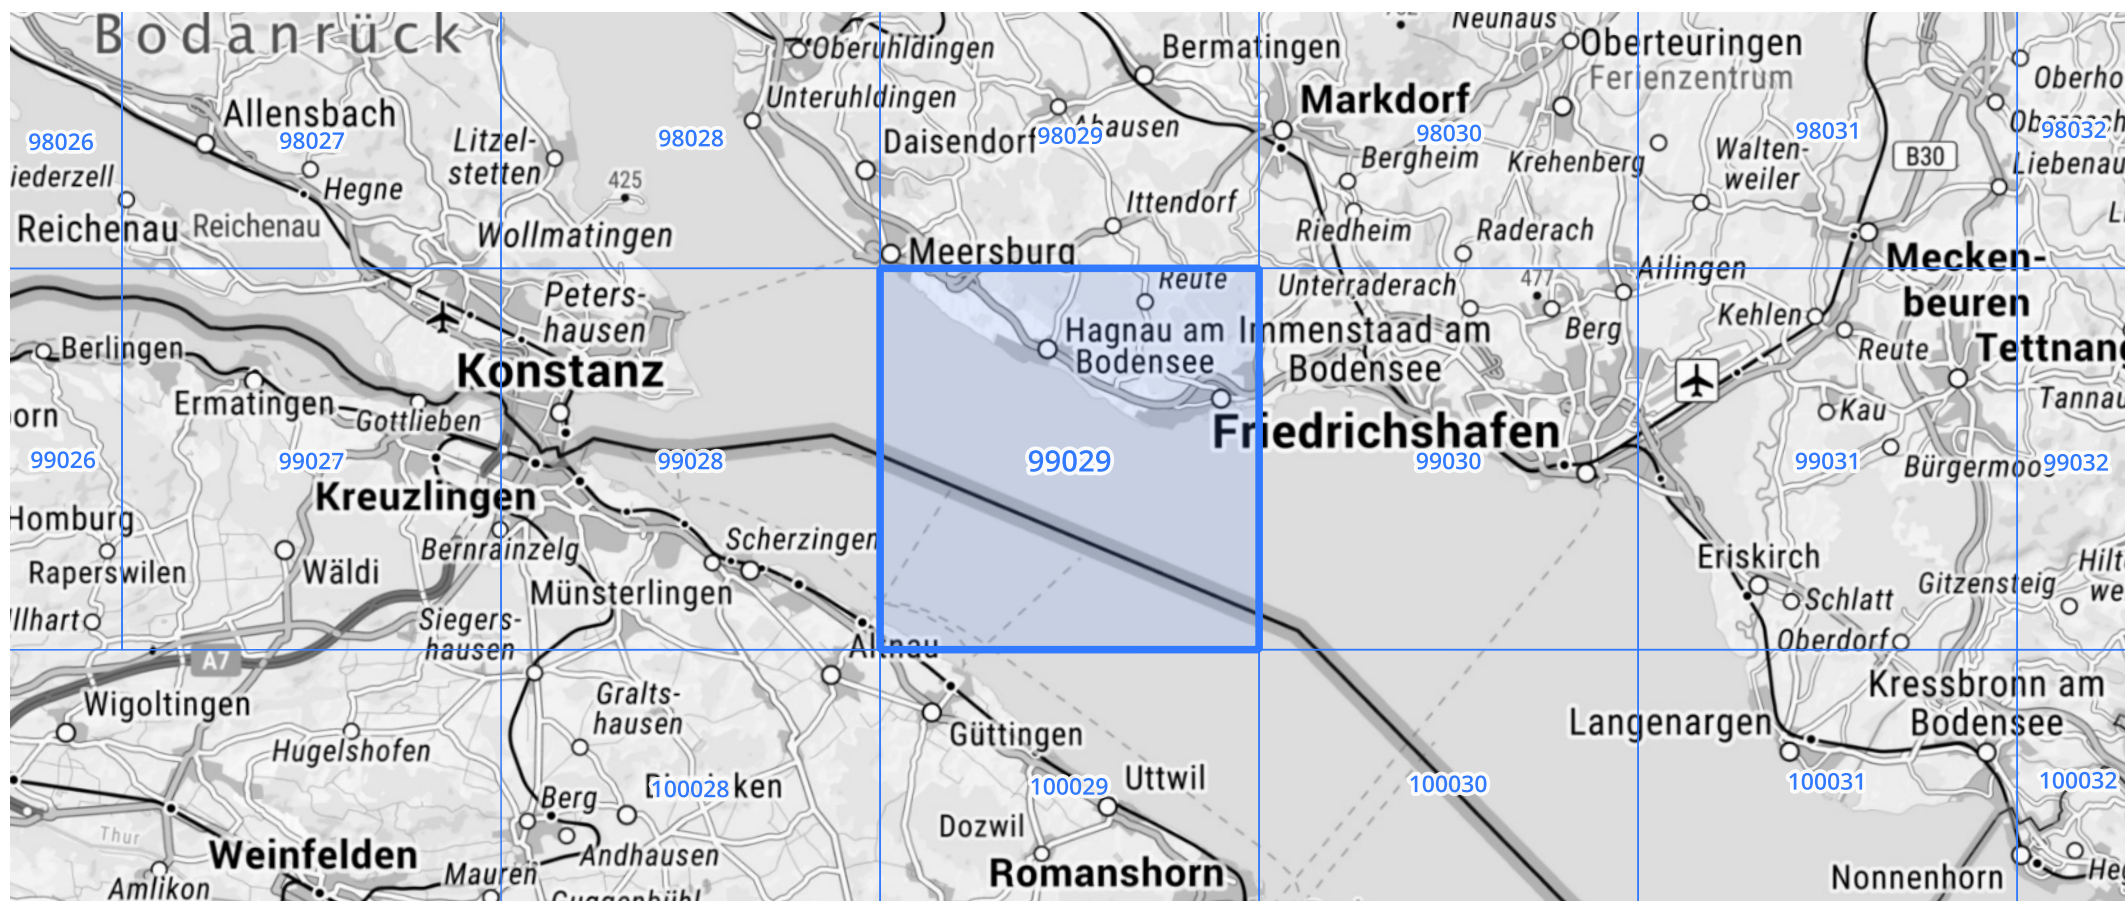 Bodanrück
Oberuhldingen
Bermatingen
Neuhaus
Oberteuringen
Ferienzentrum
Allensbach
Unteruhldingen
Markdorf
98026
98027
Litzel-
stetten
98028
Daisendorf
98029
Ahausen
98030
98031
98032
Bergheim
Krehenberg
Walten-
weiler
B30
Liebenau
iederzell
Hegne
425
Ittendorf
Reichenau
Reichenau
Wollmatingen
Meersburg
Riedheim
Raderach
Mecken-
beuren
Reute
Unterraderach
477
Ailingen
Peters-
hausen
Hagnau am
Bodensee
Immenstaad am
Bodensee
Berg
Kehlen
Reute
Tettnang
Berlingen
Konstanz
Ermatingen
Gottlieben
Friedrichshafen
Kau
Tannau
orn
99026
99027
99028
99029
99030
99031
Bürgermoos
99032
Kreuzlingen
Homburg
Bernrainzelg
Scherzingen
Eriskirch
Raperswilen
Wäldi
Münsterlingen
Gitzensteig
Schlatt
llhart
Siegers-
hausen
Altnau
Oberdorf
A7
Wigoltingen
Gralts-
hausen
Kressbronn am
Bodensee
Langenargen
Hugelshofen
Güttingen
100028
100029
Uttwil
100030
100031
100032
Berg
Thur
Dozwil
Weinfelden
Andhausen
Mauren
Romanshorn
Nonnenhorn
Amlikon